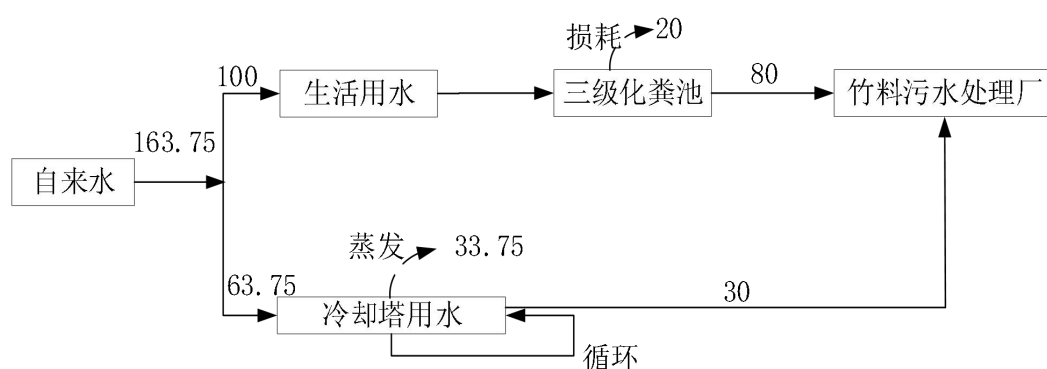 损耗 20
100
生活用水
三级化粪池
80
竹料污水处理厂
163.75
自来水
蒸发 33.75
63.75
冷却塔用水
30
循环